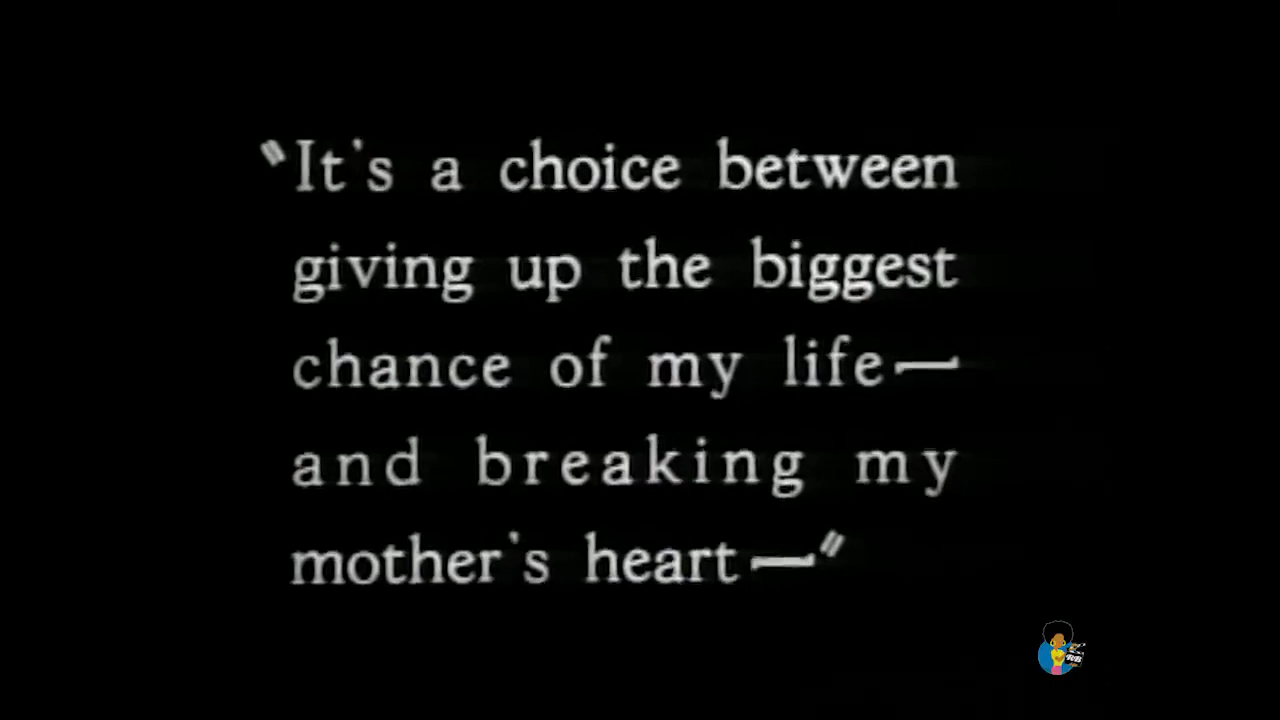 "It's a choice between
giving up the biggest
chance of my life—
and breaking my
mother's heart—"